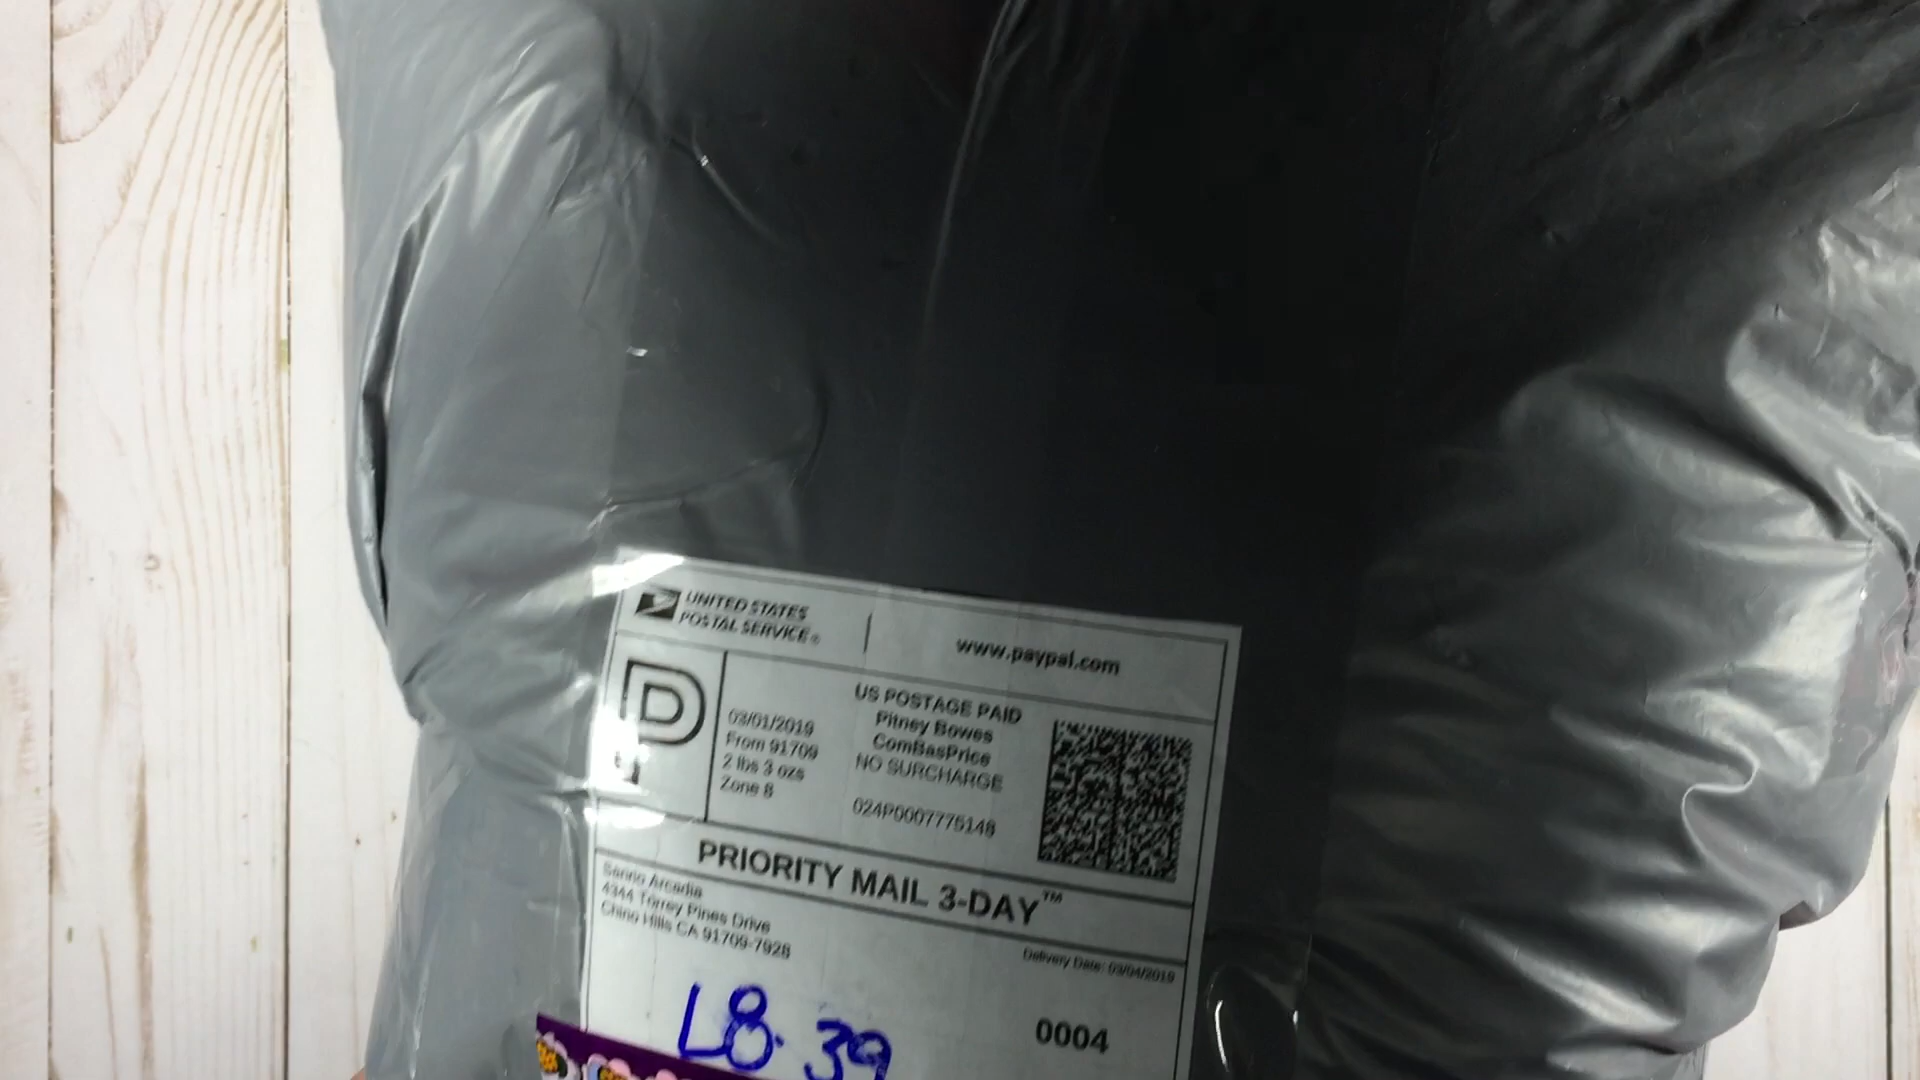 UNITED STATES
POSTAL SERVICE®
www.paypal.com
P
US POSTAGE PAID
03/01/2019
From 91709
2 lbs 3 ozs
Zone 8
Pitney Bowes
ComBasPrice
NO SURCHARGE
024P0007775148
PRIORITY MAIL 3-DAY™
Arcadia
4344 Torrey Pines Drive
Chino Hills CA 91709-7928
Delivery Date: 03/04/2019
L8. 39
0004